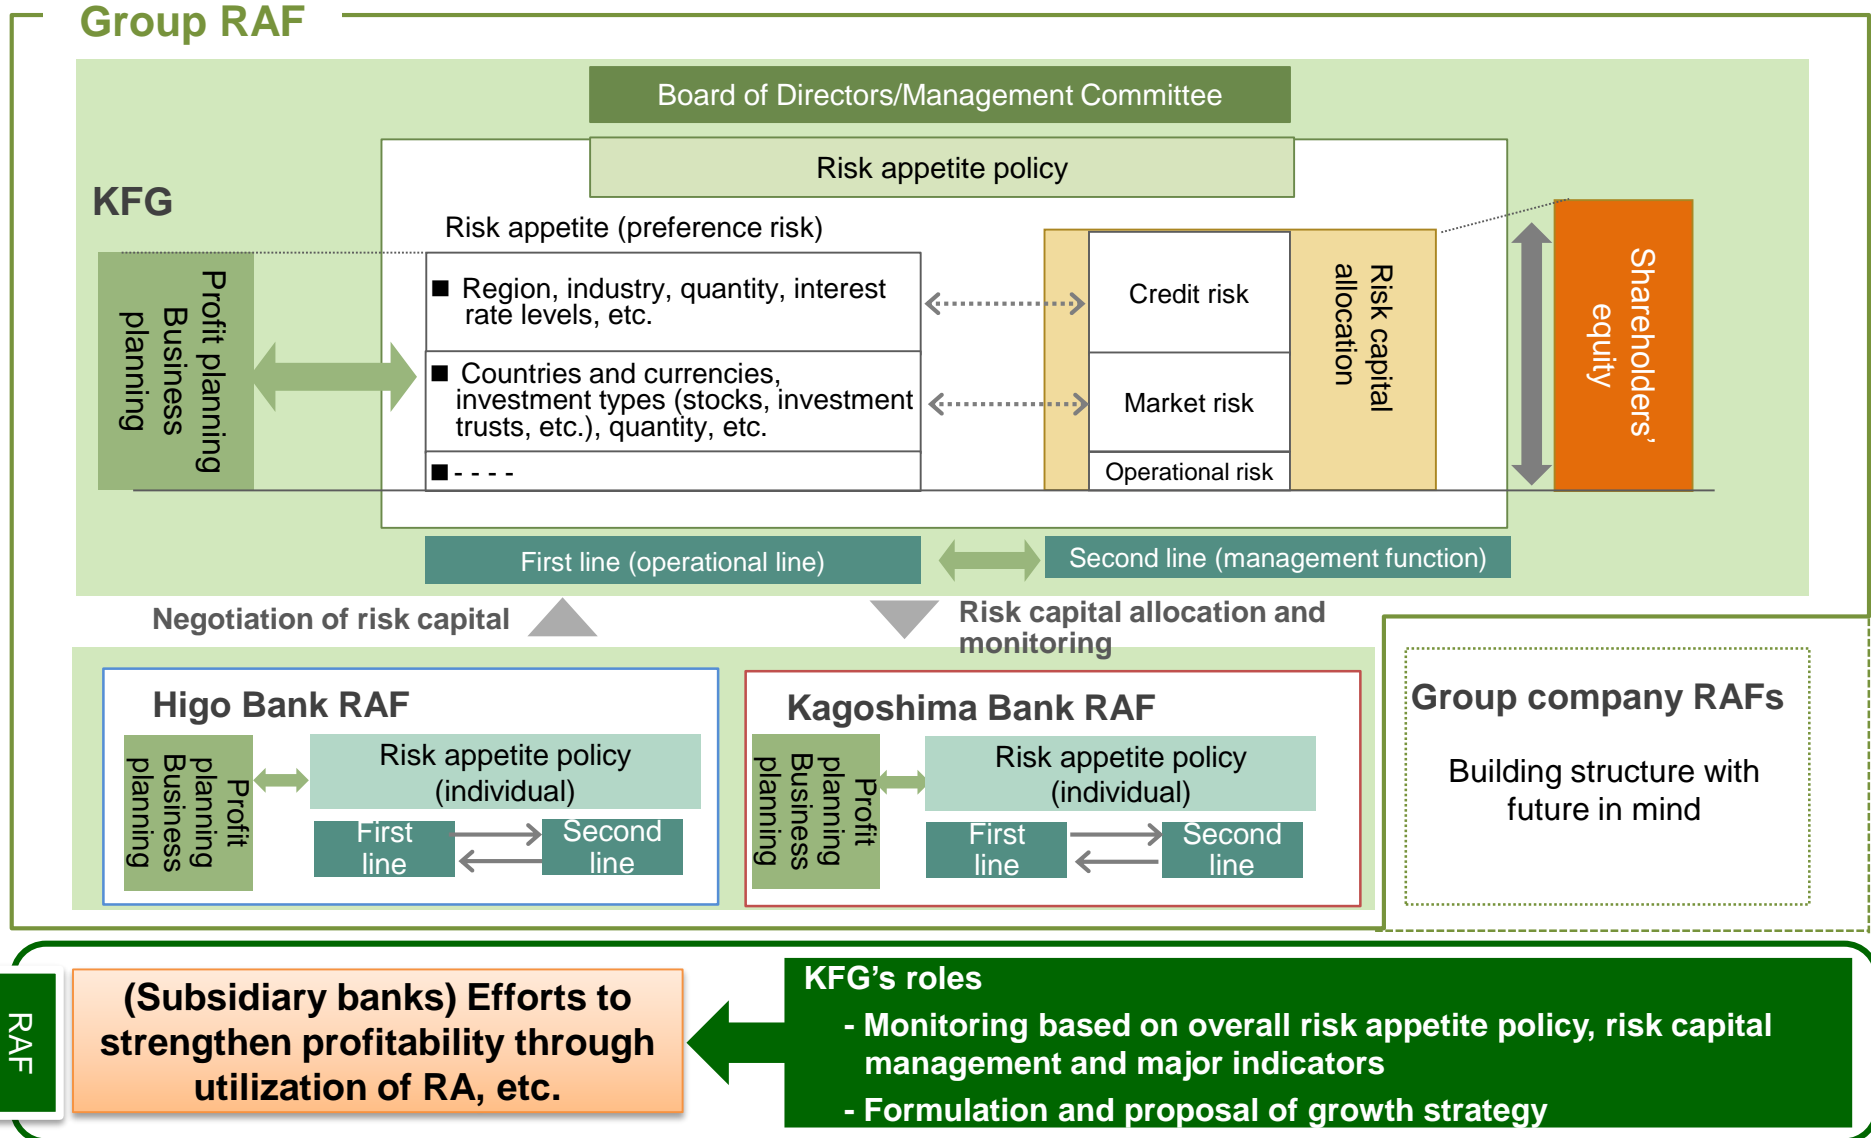 Group RAF
Board of Directors/Management Committee
Risk appetite policy
KFG
Risk appetite (preference risk)
Profit planning
Business
planning
■ Region, industry, quantity, interest
rate levels, etc.
■ Countries and currencies,
investment types (stocks, investment
trusts, etc.), quantity, etc.
■ - - - -
Credit risk
Market risk
Operational risk
Risk capital
allocation
Shareholders’
equity
First line (operational line)
Second line (management function)
Negotiation of risk capital
Risk capital allocation and
monitoring
Higo Bank RAF
Profit
planning
Business
planning
Risk appetite policy
(individual)
First
line
Second
line
Kagoshima Bank RAF
Profit
planning
Business
planning
Risk appetite policy
(individual)
First
line
Second
line
Group company RAFs
Building structure with
future in mind
RAF
(Subsidiary banks) Efforts to
strengthen profitability through
utilization of RA, etc.
KFG’s roles
- Monitoring based on overall risk appetite policy, risk capital
management and major indicators
- Formulation and proposal of growth strategy